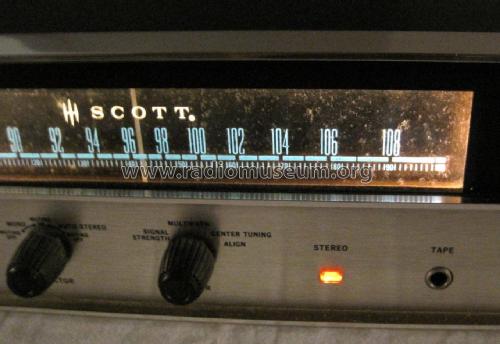 SCOTT
90 92 94 96 98 100 102 104 106 108
www.radiomuseum.org
MULTIPATH
MONO
AUTO STEREO
SIGNAL STRENGTH
CENTER TUNING
ALIGN
STEREO
TAPE